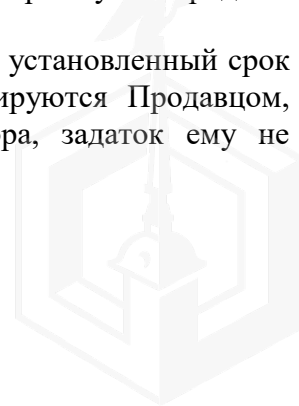 установленный срок
ируются Продавцом,
ра, задаток ему не